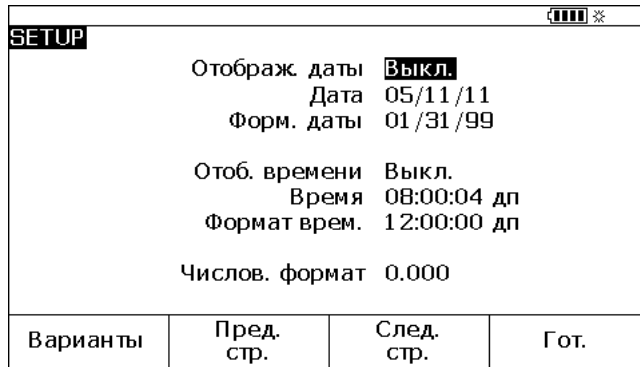 SETUP
Отображ. даты Выкл.
Дата 05/11/11
Форм. даты 01/31/99
Отоб. времени Выкл.
Время 08:00:04 дп
Формат врем. 12:00:00 дп
Числов. формат 0.000
Варианты Пред. стр. След. стр. Гот.